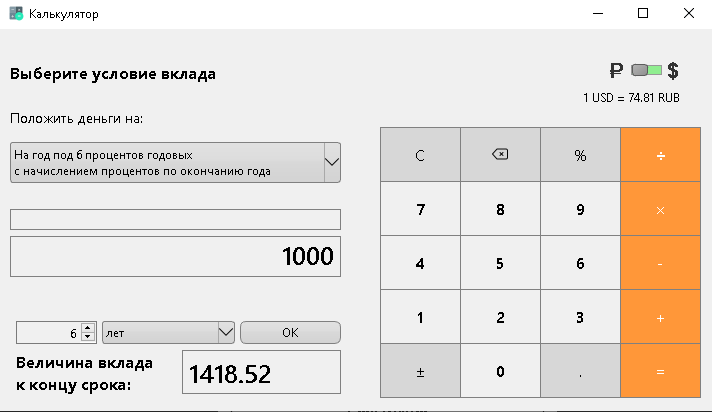 Калькулятор
Выберите условие вклада
₽ $
1 USD = 74.81 RUB
Положить деньги на:
На год под 6 процентов годовых
с начислением процентов по окончанию года
1000
6 лет OK
Величина вклада
к концу срока:
1418.52
C ⌫ % ÷
7 8 9 ×
4 5 6 -
1 2 3 +
± 0 . =